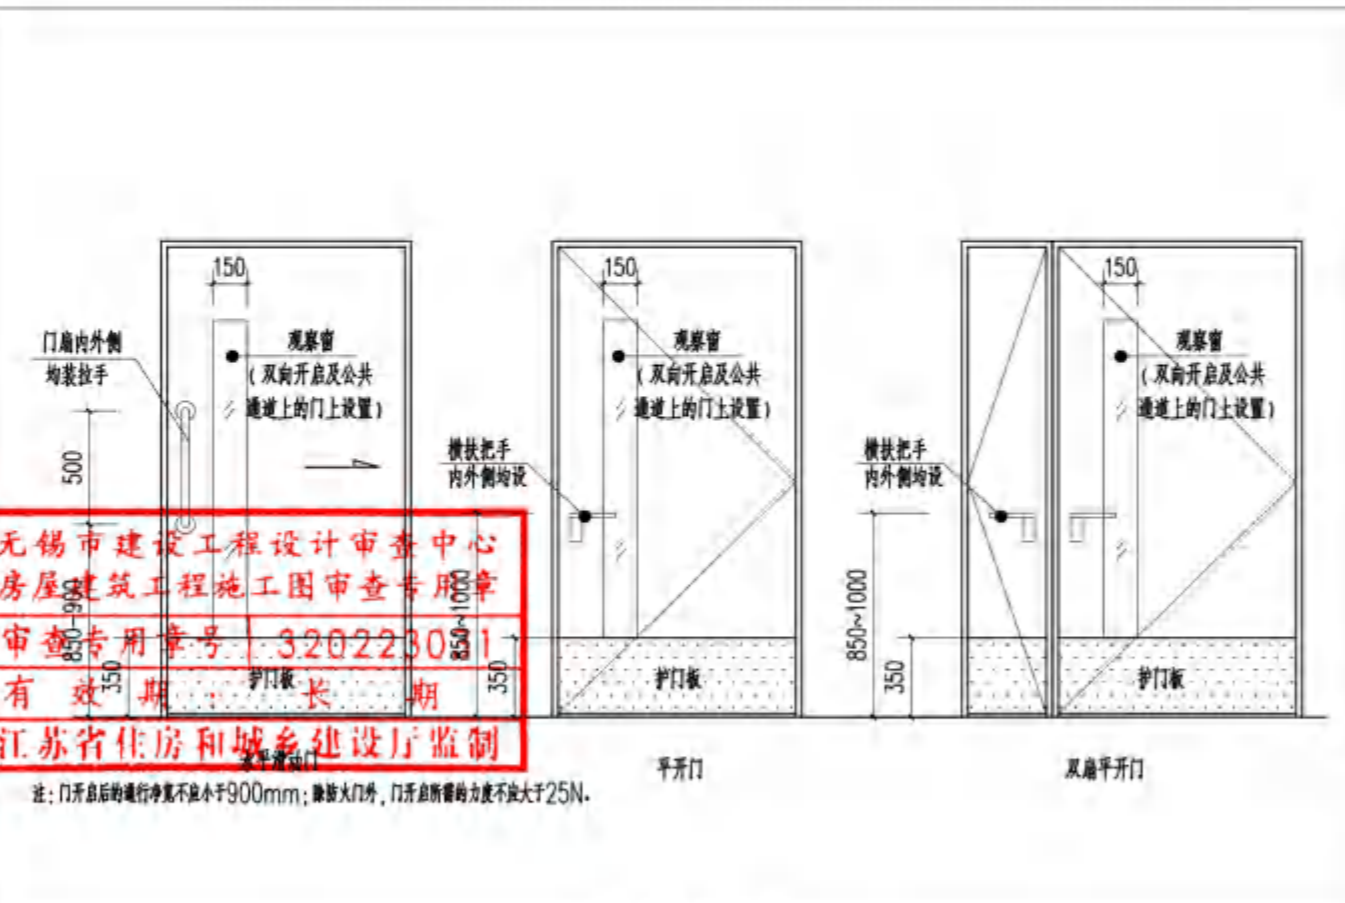 150
150
150
门扇内外侧
均装拉手
观察窗
(双向开启及公共
通道上的门上设置)
观察窗
(双向开启及公共
通道上的门上设置)
观察窗
(双向开启及公共
通道上的门上设置)
横扶把手
内外侧均设
横扶把手
内外侧均设
500
850~900
350
850~1000
350
850~1000
350
无锡市建设工程设计审查中心
房屋建筑工程施工图审查专用章
审查专用章号
有效期:长期
江苏省住房和城乡建设厅监制
护门板
护门板
护门板
水平滑动门
平开门
双扇平开门
注:门开启后的通行净宽不应小于900mm;除防火门外,门开启所需的力度不应大于25N.